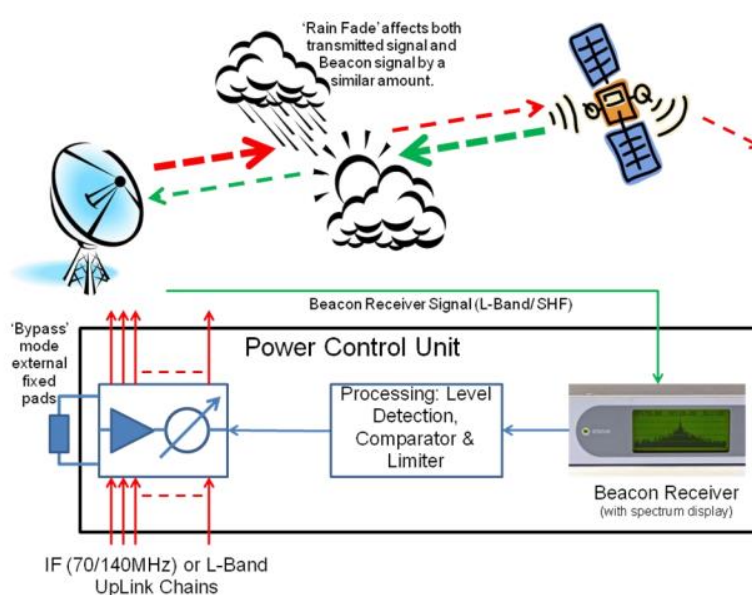 'Rain Fade' affects both
transmitted signal and
Beacon signal by a
similar amount.
Beacon Receiver Signal (L-Band/ SHF)
'Bypass'
mode
external
fixed
pads
Power Control Unit
Processing: Level
Detection,
Comparator &
Limiter
Beacon Receiver
(with spectrum display)
IF (70/140MHz) or L-Band
UpLink Chains